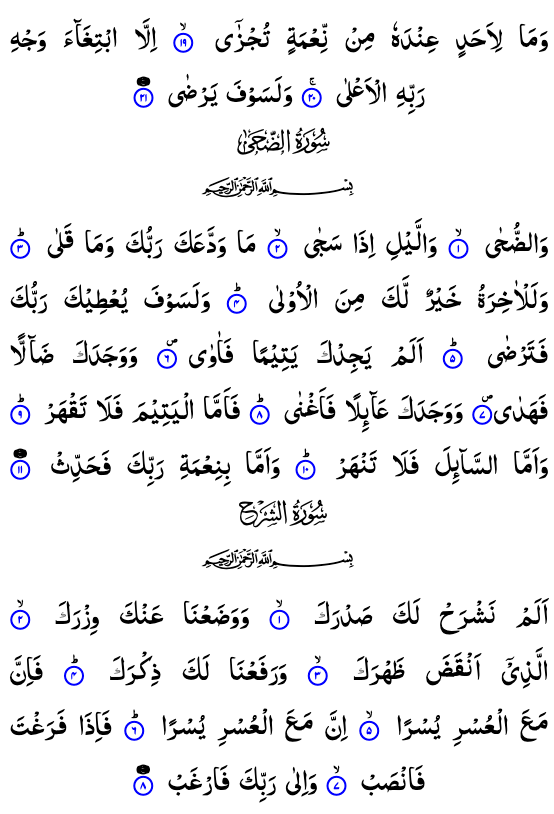 وَمَا لِاَحَدٍ عِنْدَهٗ مِنْ نِّعْمَةٍ تُجْزٰٓى ۙ‏﴿۱۹﴾‏ اِلَّا ابْتِغَآءَ وَجْهِ
رَبِّهِ الْاَعْلٰى ۚ‏﴿۲۰﴾‏ وَلَسَوْفَ يَرْضٰى‏﴿۲۱﴾‏
سُوْرَةُ الضُّحٰى
بِسْمِ اللّٰهِ الرَّحْمٰنِ الرَّحِيْمِ
وَالضُّحٰى ۙ‏﴿۱﴾‏ وَالَّيْلِ اِذَا سَجٰى ۙ‏﴿۲﴾‏ مَا وَدَّعَكَ رَبُّكَ وَمَا قَلٰى ؕ‏﴿۳﴾‏
وَلَلْاٰخِرَةُ خَيْرٌ لَّكَ مِنَ الْاُوْلٰى ؕ‏﴿۴﴾‏ وَلَسَوْفَ يُعْطِيْكَ رَبُّكَ
فَتَرْضٰى ؕ‏﴿۵﴾‏ اَلَمْ يَجِدْكَ يَتِيْمًا فَاٰوٰى‏﴿۶﴾‏ وَوَجَدَكَ ضَآلًّا
فَهَدٰى‏﴿۷﴾‏ وَوَجَدَكَ عَآٮِٕلًا فَاَغْنٰى ؕ‏﴿۸﴾‏ فَاَمَّا الْيَتِيْمَ فَلَا تَقْهَرْ ؕ‏﴿۹﴾‏
وَاَمَّا السَّآٮِٕلَ فَلَا تَنْهَرْ ؕ‏﴿۱۰﴾‏ وَاَمَّا بِنِعْمَةِ رَبِّكَ فَحَدِّثْ‏﴿۱۱﴾‏
سُوْرَةُ الشَّرْحِ
بِسْمِ اللّٰهِ الرَّحْمٰنِ الرَّحِيْمِ
اَلَمْ نَشْرَحْ لَكَ صَدْرَكَ ۙ‏﴿۱﴾‏ وَوَضَعْنَا عَنْكَ وِزْرَكَ ۙ‏﴿۲﴾‏
الَّذِىْۤ اَنْقَضَ ظَهْرَكَ ۙ‏﴿۳﴾‏ وَرَفَعْنَا لَكَ ذِكْرَكَ ؕ‏﴿۴﴾‏ فَاِنَّ
مَعَ الْعُسْرِ يُسْرًا ۙ‏﴿۵﴾‏ اِنَّ مَعَ الْعُسْرِ يُسْرًا ؕ‏﴿۶﴾‏ فَاِذَا فَرَغْتَ
فَانْصَبْ ۙ‏﴿۷﴾‏ وَاِلٰى رَبِّكَ فَارْغَبْ‏﴿۸﴾‏